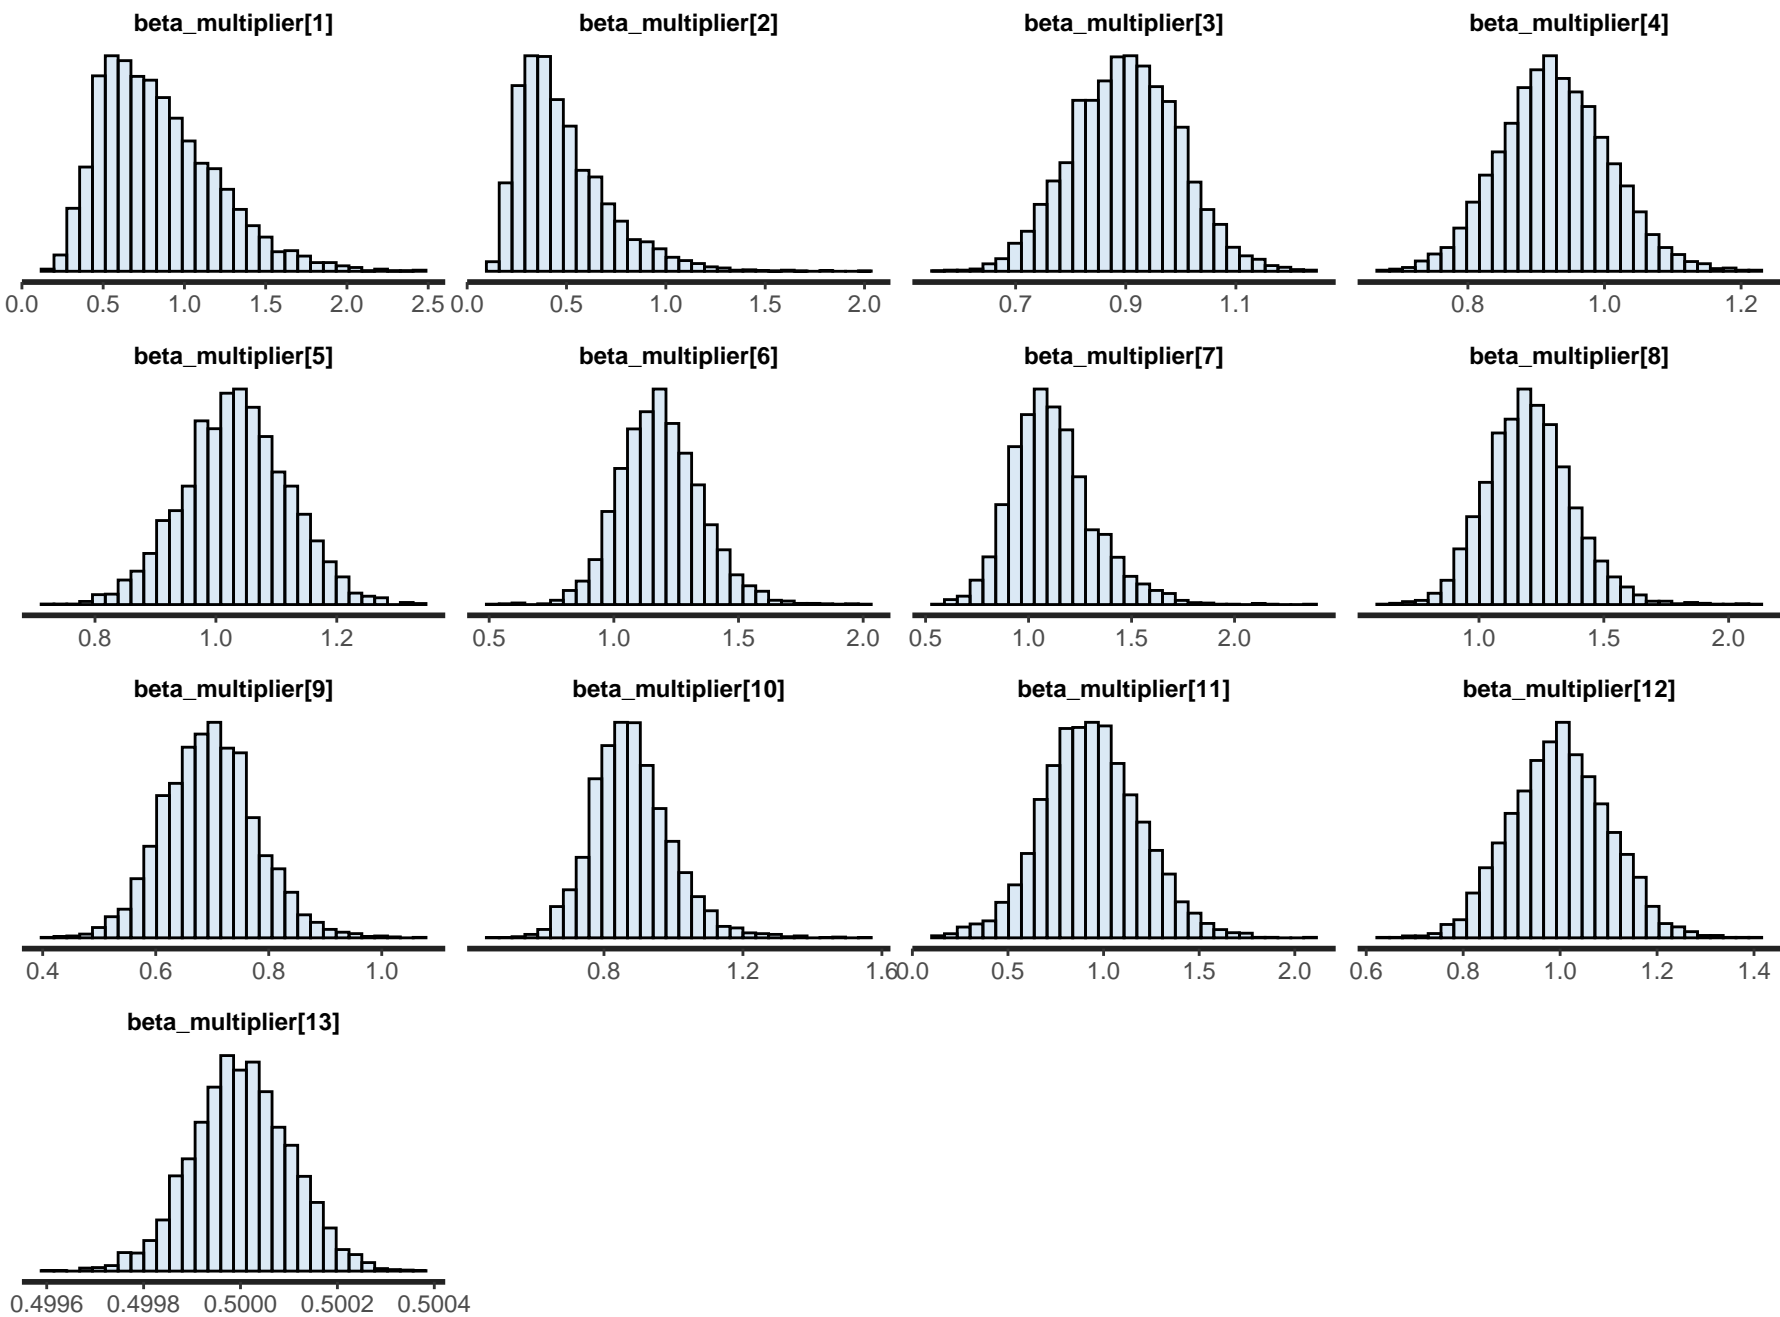 beta_multiplier[1] beta_multiplier[2] beta_multiplier[3] beta_multiplier[4]
0.0 0.5 1.0 1.5 2.0 2.5 0.0 0.5 1.0 1.5 2.0 0.7 0.9 1.1 0.8 1.0 1.2
beta_multiplier[5] beta_multiplier[6] beta_multiplier[7] beta_multiplier[8]
0.8 1.0 1.2 0.5 1.0 1.5 2.0 0.5 1.0 1.5 2.0 1.0 1.5 2.0
beta_multiplier[9] beta_multiplier[10] beta_multiplier[11] beta_multiplier[12]
0.4 0.6 0.8 1.0 0.8 1.2 1.6 0.0 0.5 1.0 1.5 2.0 0.6 0.8 1.0 1.2 1.4
beta_multiplier[13]
0.4996 0.4998 0.5000 0.5002 0.5004